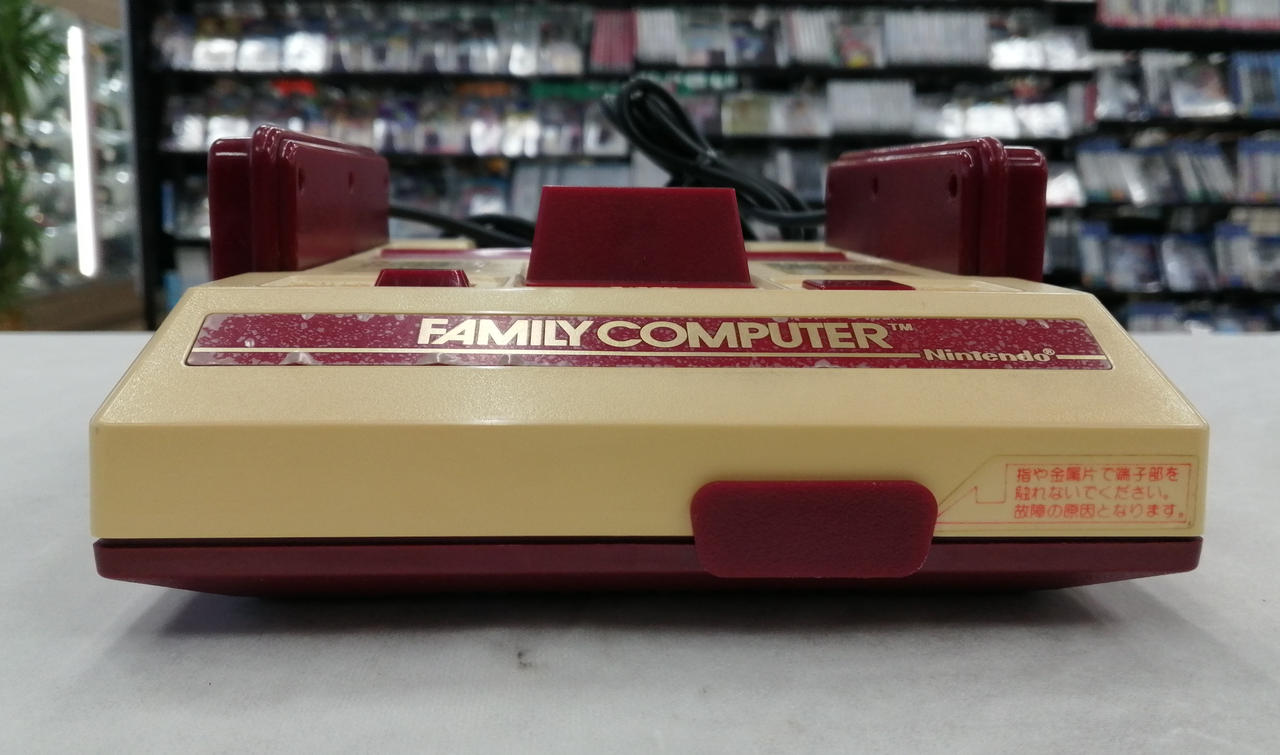 FAMILY COMPUTER™
Nintendo®
指や金属片で端子部を
触れないでください。
故障の原因となります。